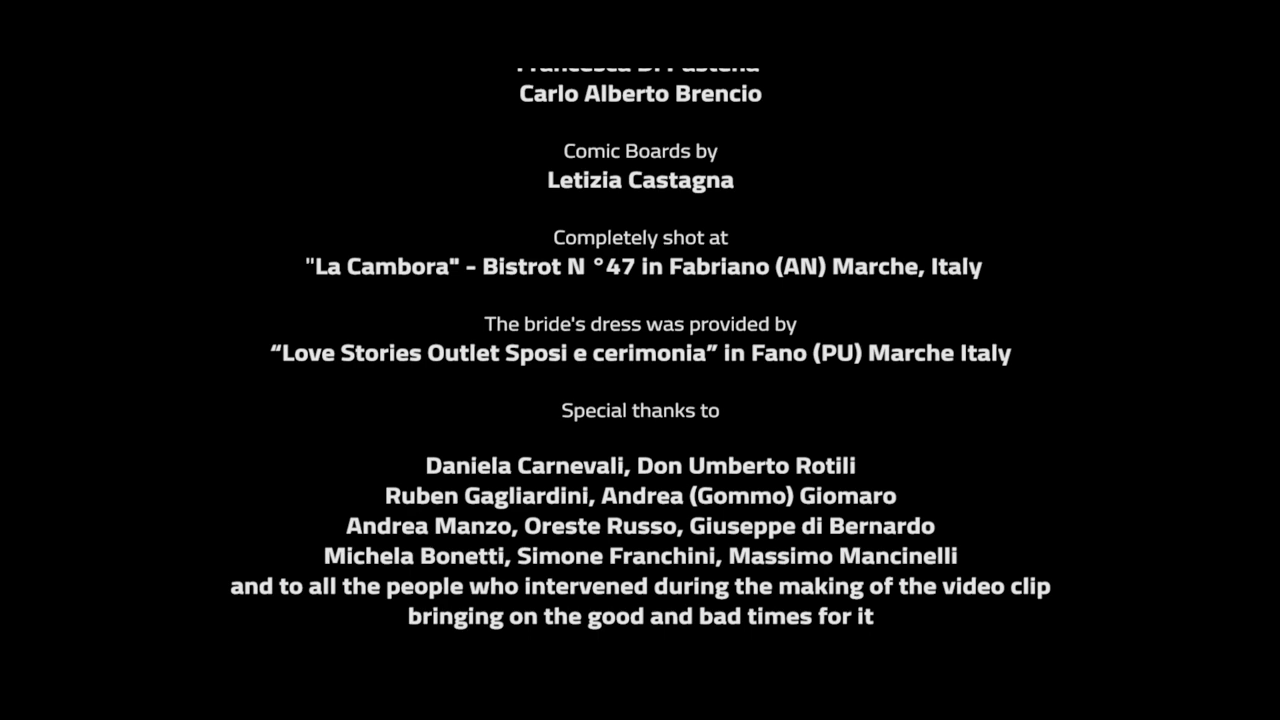 Carlo Alberto Brencio
Comic Boards by
Letizia Castagna
Completely shot at
"La Cambora" - Bistrot N °47 in Fabriano (AN) Marche, Italy
The bride's dress was provided by
“Love Stories Outlet Sposi e cerimonia” in Fano (PU) Marche Italy
Special thanks to
Daniela Carnevali, Don Umberto Rotili
Ruben Gagliardini, Andrea (Gommo) Giomaro
Andrea Manzo, Oreste Russo, Giuseppe di Bernardo
Michela Bonetti, Simone Franchini, Massimo Mancinelli
and to all the people who intervened during the making of the video clip
bringing on the good and bad times for it